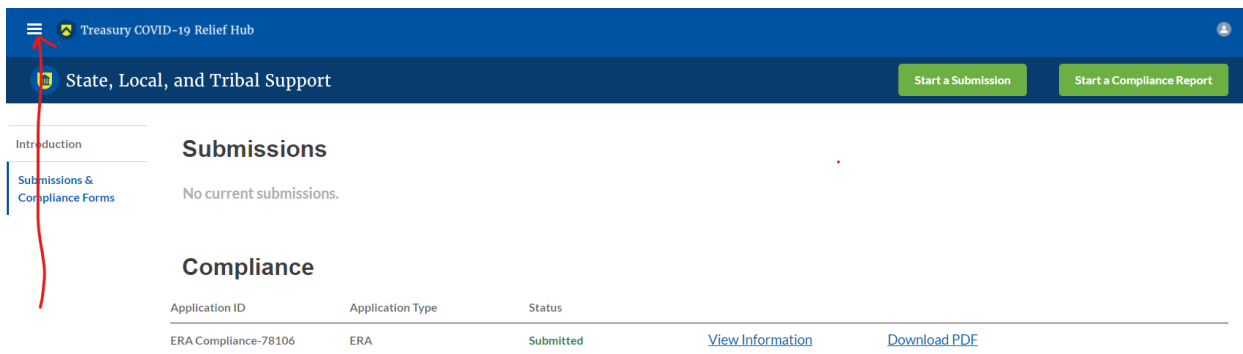 Treasury COVID-19 Relief Hub
State, Local, and Tribal Support
Start a Submission
Start a Compliance Report
Introduction
Submissions &
Compliance Forms
Submissions
No current submissions.
Compliance
Application ID Application Type Status
ERA Compliance-78106 ERA Submitted View Information Download PDF